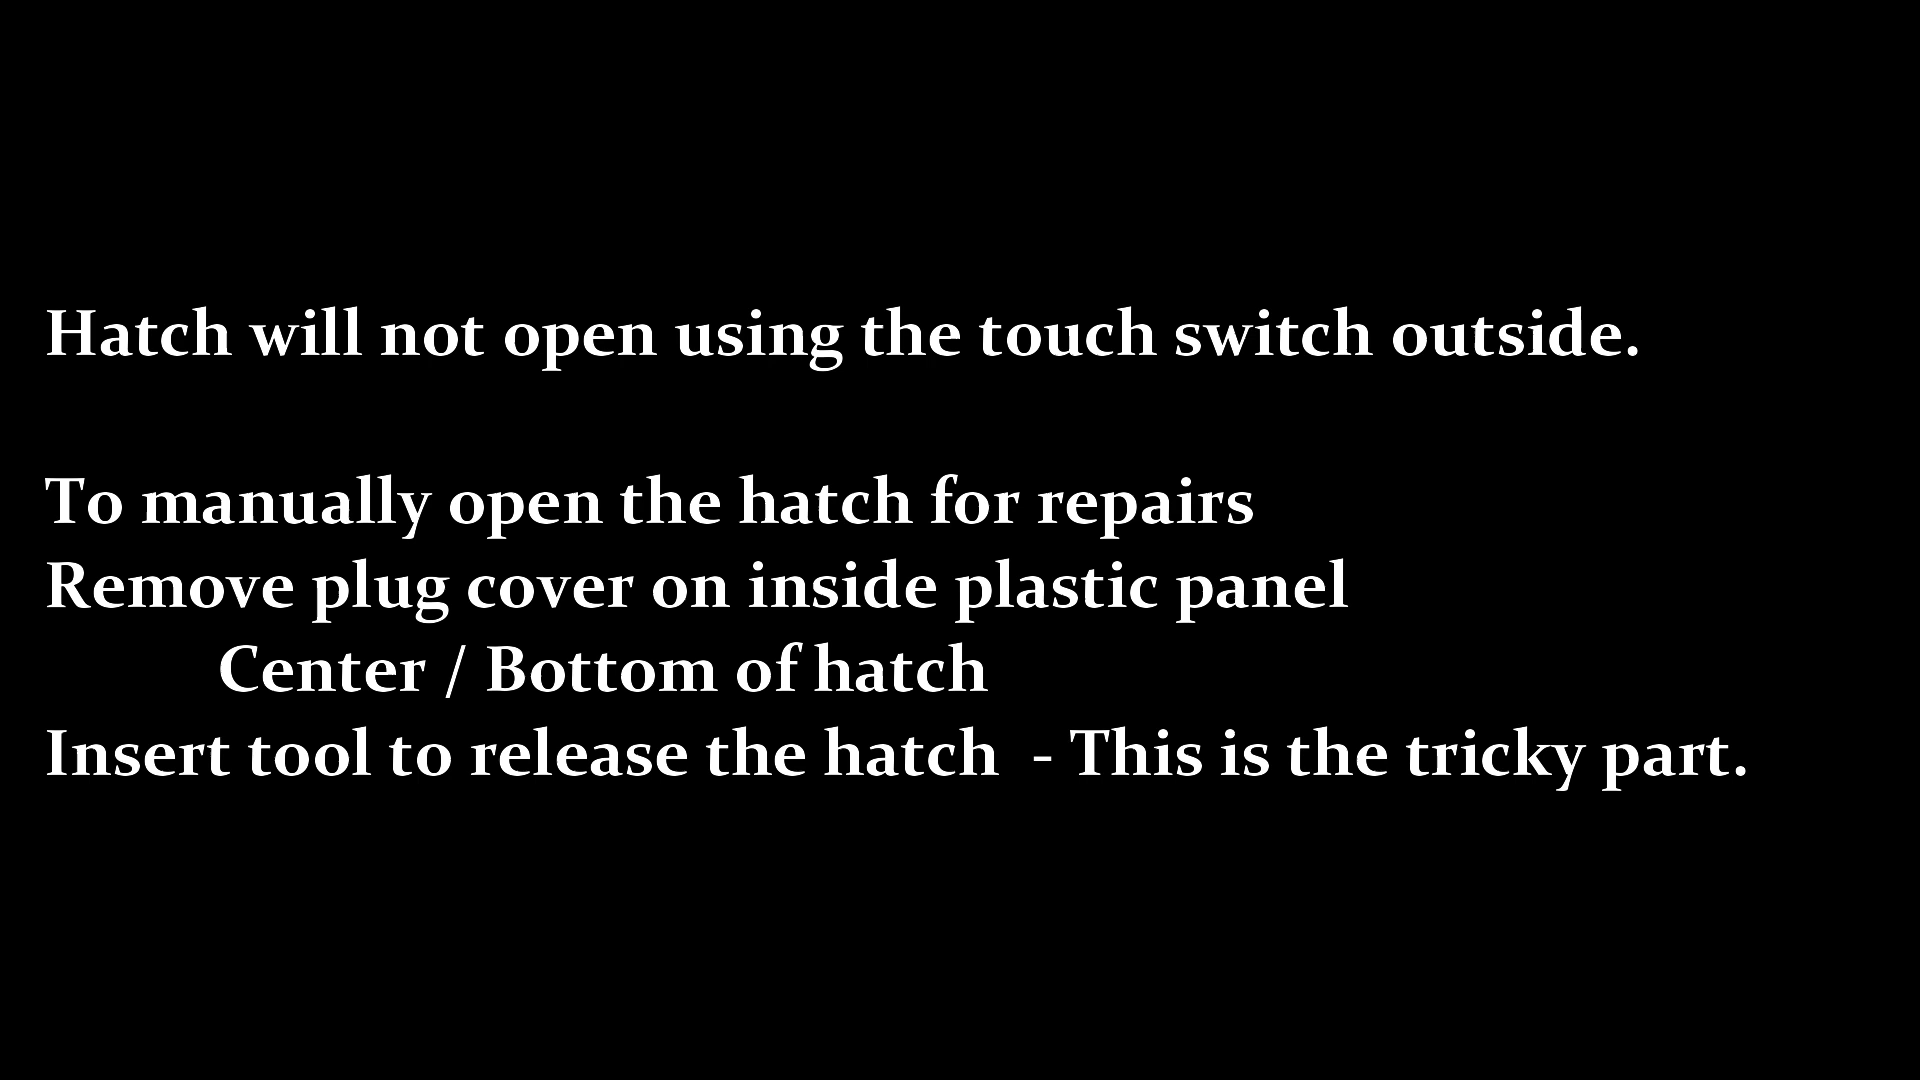 Hatch will not open using the touch switch outside.
To manually open the hatch for repairs
Remove plug cover on inside plastic panel
Center / Bottom of hatch
Insert tool to release the hatch  - This is the tricky part.